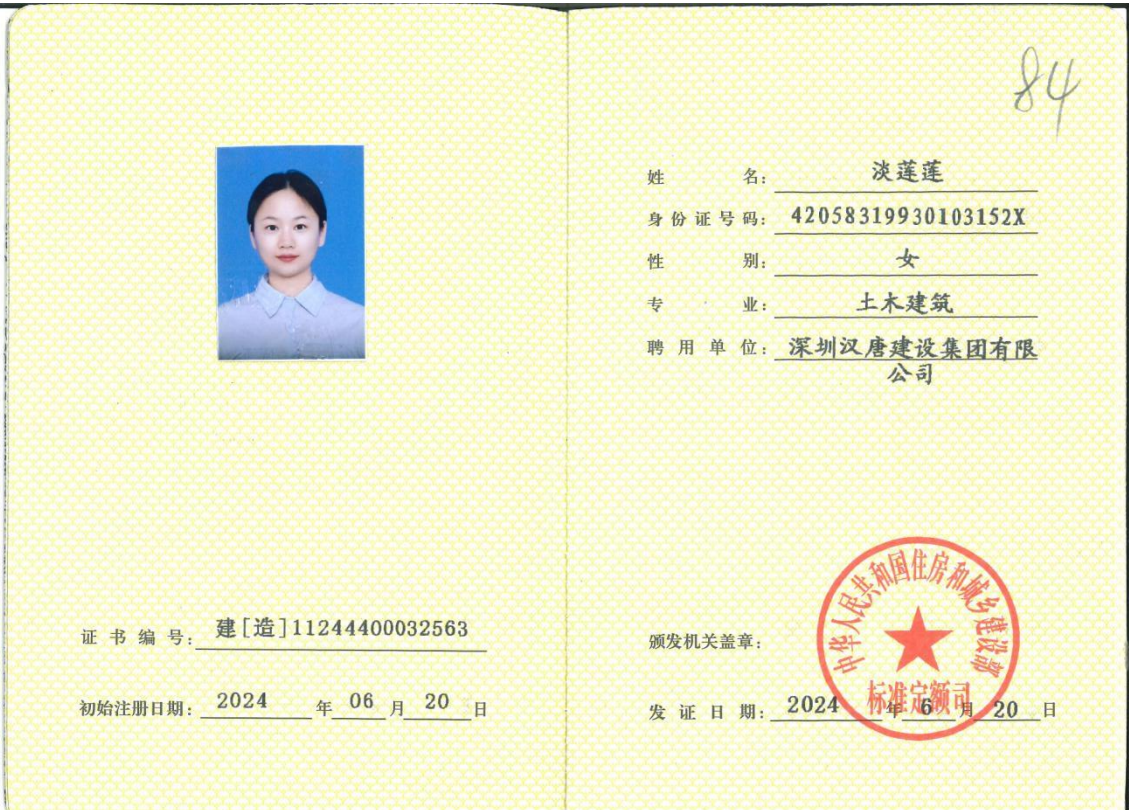 84
姓 名: 淡莲莲
身份证号码: 42058319930103152X
性 别: 女
专 业: 土木建筑
聘用单位: 深圳汉唐建设集团有限
公司
证书编号: 建[造]11244400032563
初始注册日期: 2024 年 06 月 20 日
颁发机关盖章:
中华人民共和国住房和城乡建设部
标准定额司
发证日期: 2024 年 6 月 20 日